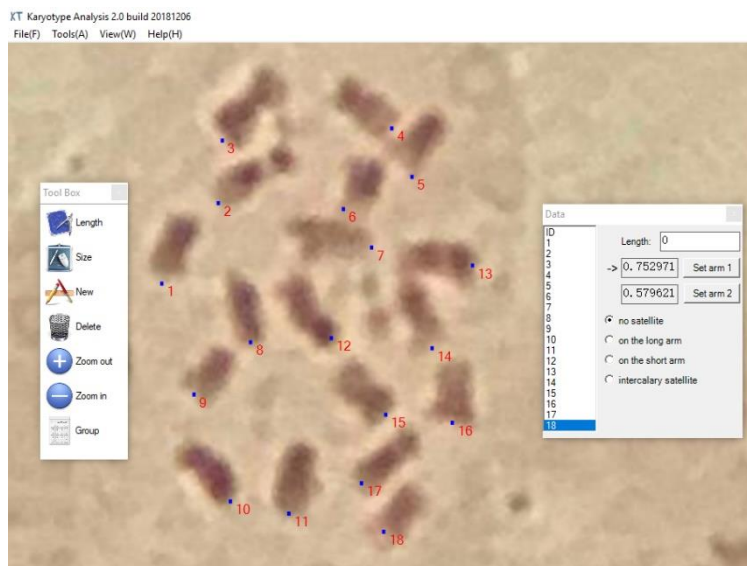 Karyotype Analysis 2.0 build 20181206
File(F) Tools(A) View(W) Help(H)
3
4
5
2
6
7
13
1
8
12
14
9
15
16
10
11
17
18
Tool Box
Length
Size
New
Delete
Zoom out
Zoom in
Group
Data
ID
1
2
3
4
5
6
7
8
9
10
11
12
13
14
15
16
17
18
Length: 0
-> 0.752971 Set arm 1
0.579621 Set arm 2
no satellite
on the long arm
on the short arm
intercalary satellite